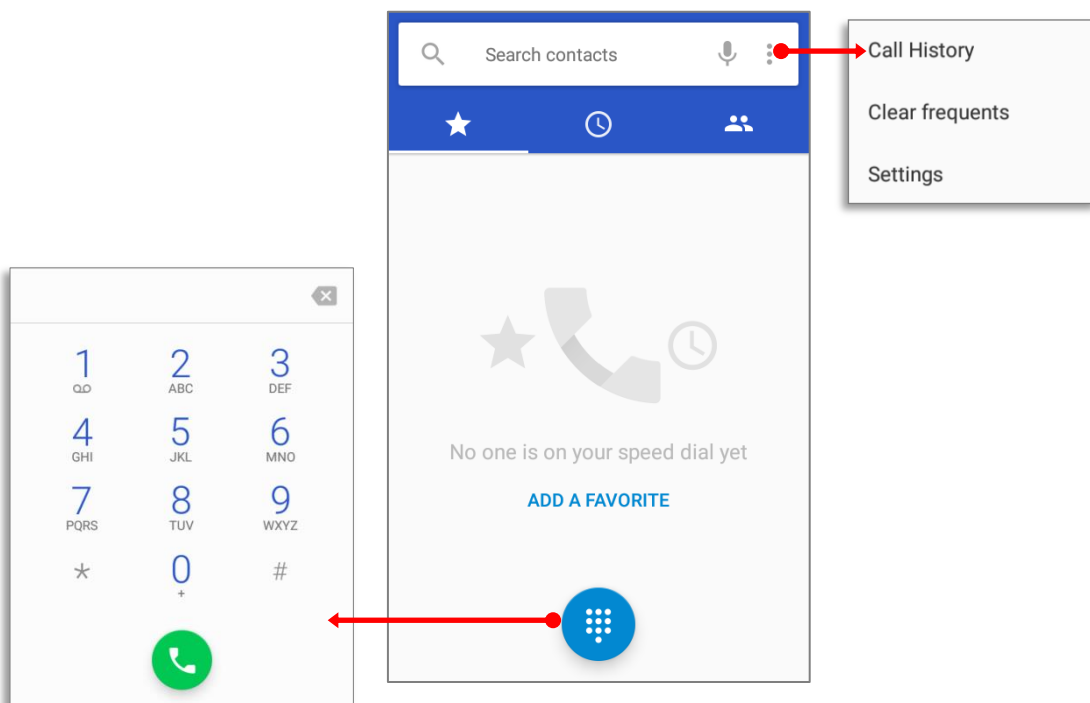 Search contacts
Call History
Clear frequents
Settings
No one is on your speed dial yet
ADD A FAVORITE
1 2 3
ABC DEF
4 5 6
GHI JKL MNO
7 8 9
PQRS TUV WXYZ
* 0 #
+